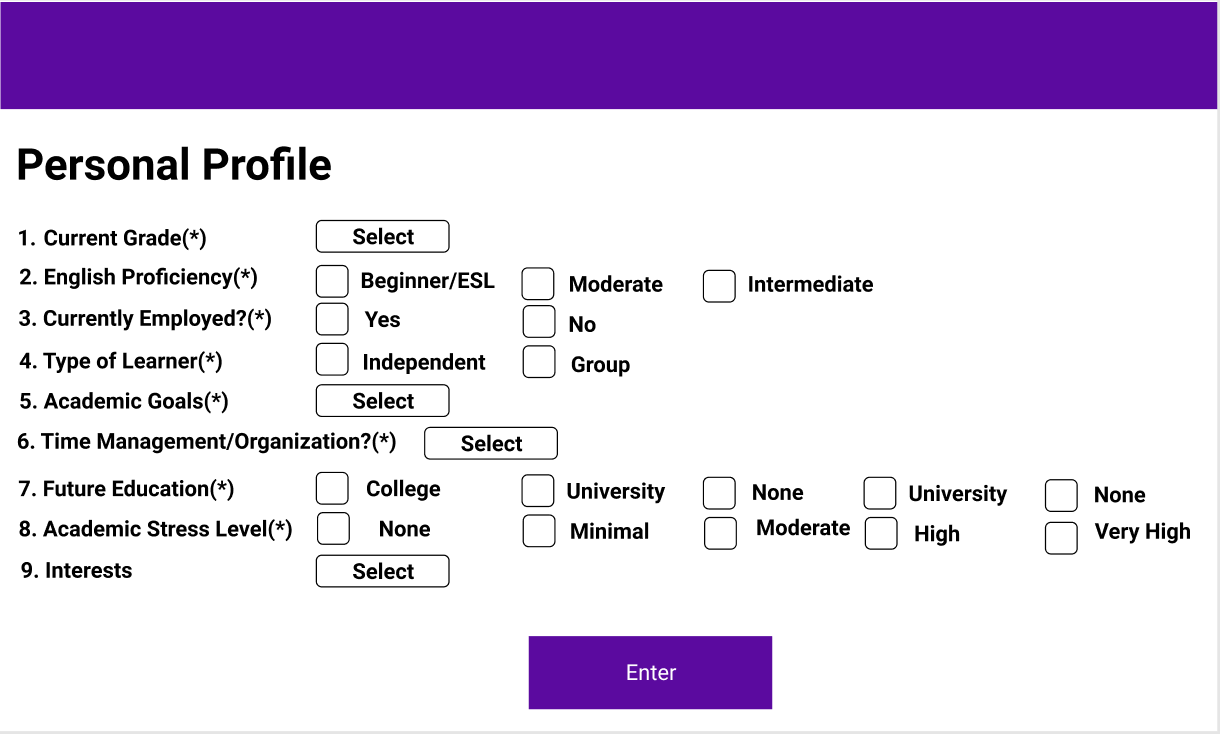 Personal Profile
1. Current Grade(*) Select
2. English Proficiency(*) Beginner/ESL Moderate Intermediate
3. Currently Employed?(*) Yes No
4. Type of Learner(*) Independent Group
5. Academic Goals(*) Select
6. Time Management/Organization?(*) Select
7. Future Education(*) College University None University None
8. Academic Stress Level(*) None Minimal Moderate High Very High
9. Interests Select
Enter